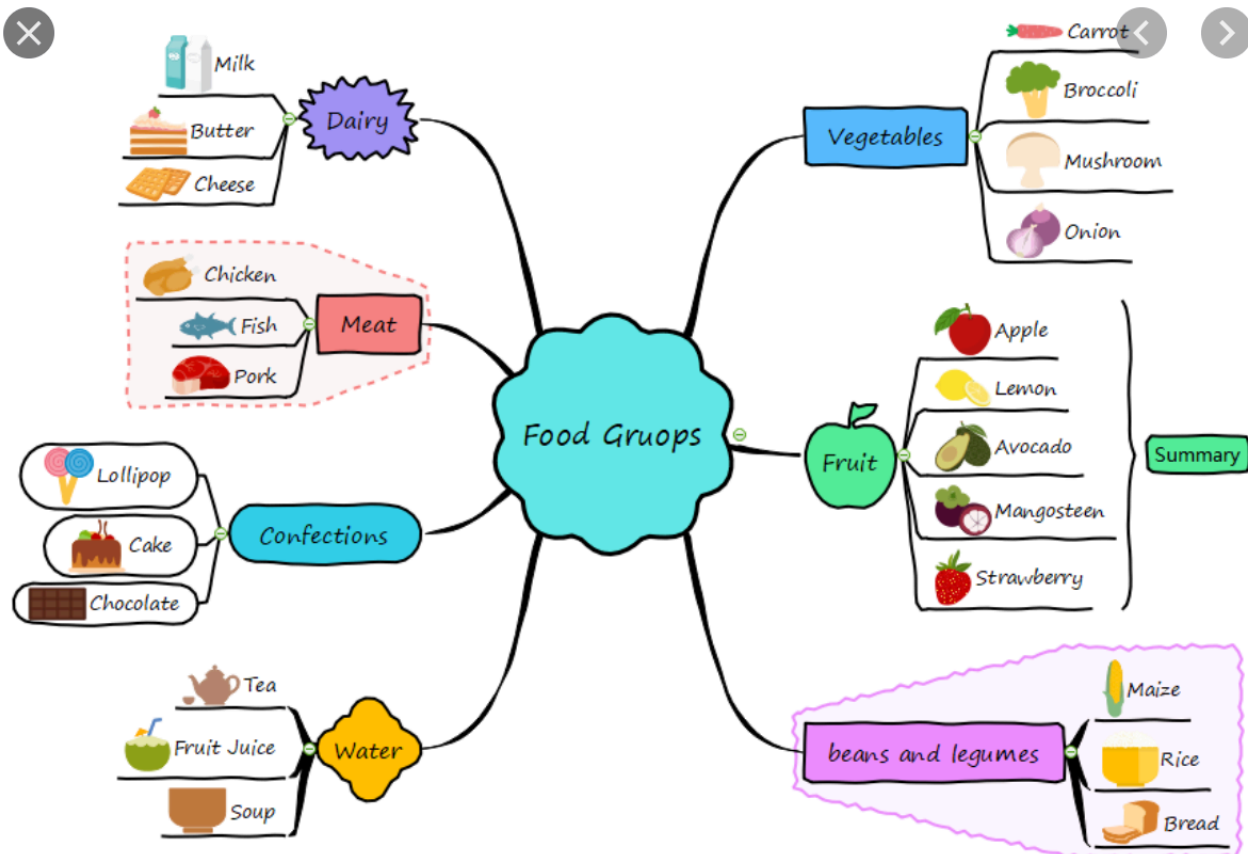 Food Gruops
Dairy
Milk
Butter
Cheese
Meat
Chicken
Fish
Pork
Confections
Lollipop
Cake
Chocolate
Water
Tea
Fruit Juice
Soup
Vegetables
Carrot
Broccoli
Mushroom
Onion
Fruit
Apple
Lemon
Avocado
Mangosteen
Strawberry
Summary
beans and legumes
Maize
Rice
Bread